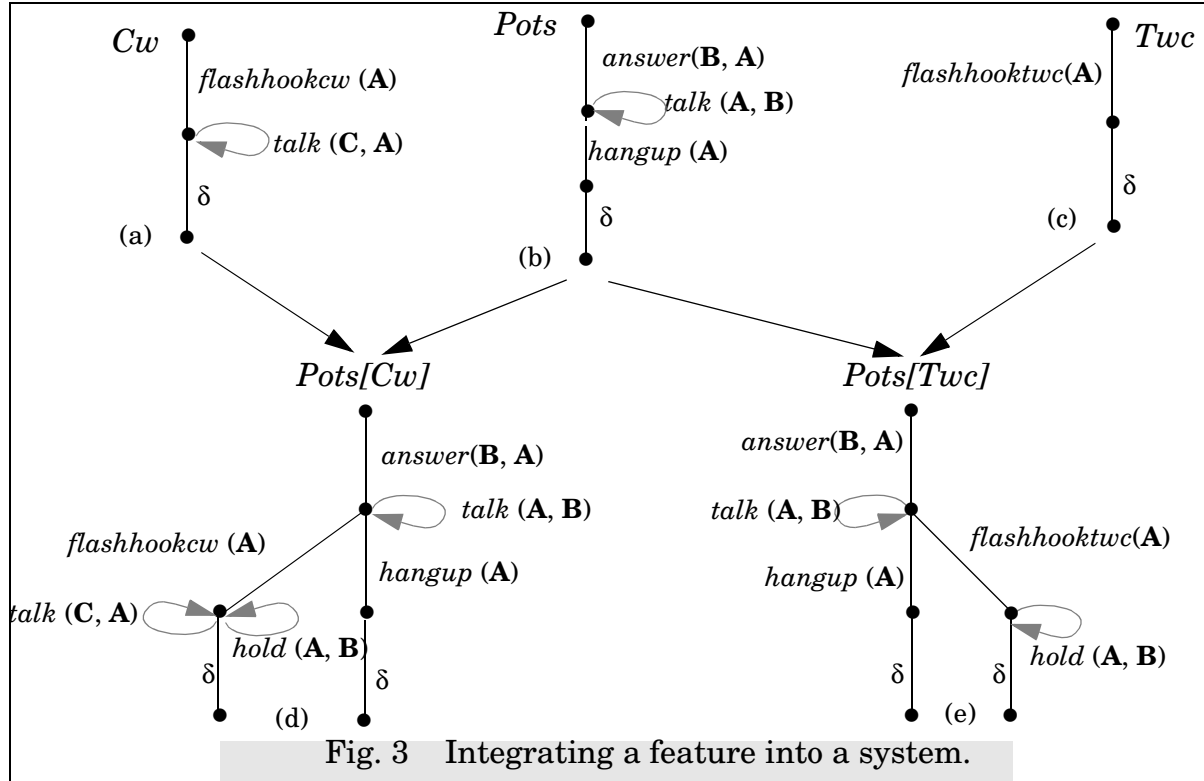 Cw
flashhookcw (A)
talk (C, A)
δ
(a)
Pots
answer(B, A)
talk (A, B)
hangup (A)
δ
(b)
Twc
flashhooktwc(A)
δ
(c)
Pots[Cw]
answer(B, A)
talk (A, B)
flashhookcw (A)
hangup (A)
talk (C, A)
hold (A, B)
δ
δ
(d)
Pots[Twc]
answer(B, A)
talk (A, B)
flashhooktwc(A)
hangup (A)
hold (A, B)
δ
δ
(e)
Fig. 3 Integrating a feature into a system.